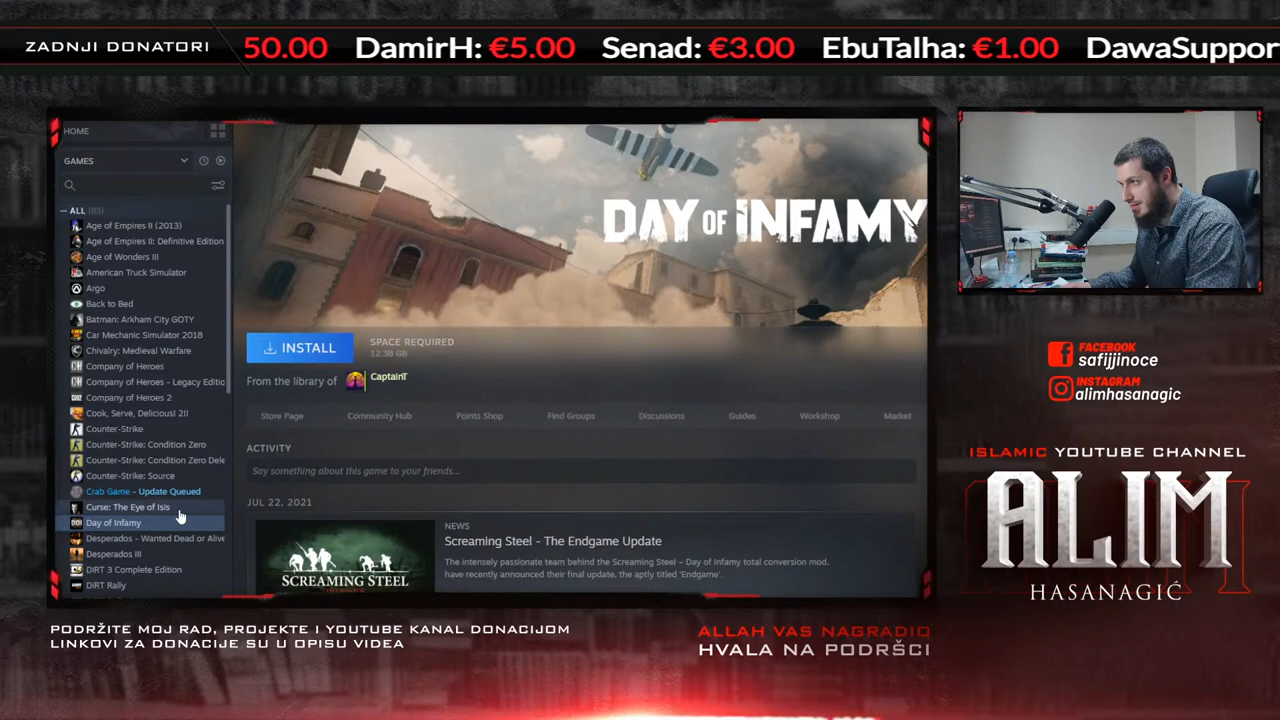 ZADNJI DONATORI
50.00 DamirH: €5.00 Senad: €3.00 EbuTalha: €1.00 DawaSuppor
HOME
GAMES
ALL (83)
Age of Empires II (2013)
Age of Empires II: Definitive Edition
Age of Wonders III
American Truck Simulator
Argo
Back to Bed
Batman: Arkham City GOTY
Car Mechanic Simulator 2018
Chivalry: Medieval Warfare
Company of Heroes
Company of Heroes - Legacy Editio
Company of Heroes 2
Cook, Serve, Delicious! 2!!
Counter-Strike
Counter-Strike: Condition Zero
Counter-Strike: Condition Zero Dele
Counter-Strike: Source
Crab Game - Update Queued
Curse: The Eye of Isis
Day of Infamy
Desperados - Wanted Dead or Alive
Desperados III
DiRT 3 Complete Edition
DIRT Rally
DAY OF INFAMY
INSTALL
SPACE REQUIRED
12.38 GB
From the library of CaptainT
Store Page Community Hub Points Shop Find Groups Discussions Guides Workshop Market
ACTIVITY
Say something about this game to your friends...
JUL 22, 2021
NEWS
Screaming Steel - The Endgame Update
The intensely passionate team behind the Screaming Steel – Day of infamy total conversion mod,
have recently announced their final update, the aptly titled 'Endgame'.
SCREAMING STEEL
FACEBOOK
safijjinoce
INSTAGRAM
alimhasanagic
ISLAMIC YOUTUBE CHANNEL
ALIM
HASANAGIĆ
PODRŽITE MOJ RAD, PROJEKTE I YOUTUBE KANAL DONACIJOM
LINKOVI ZA DONACIJE SU U OPISU VIDEA
ALLAH VAS NAGRADIO
HVALA NA PODRŠCI